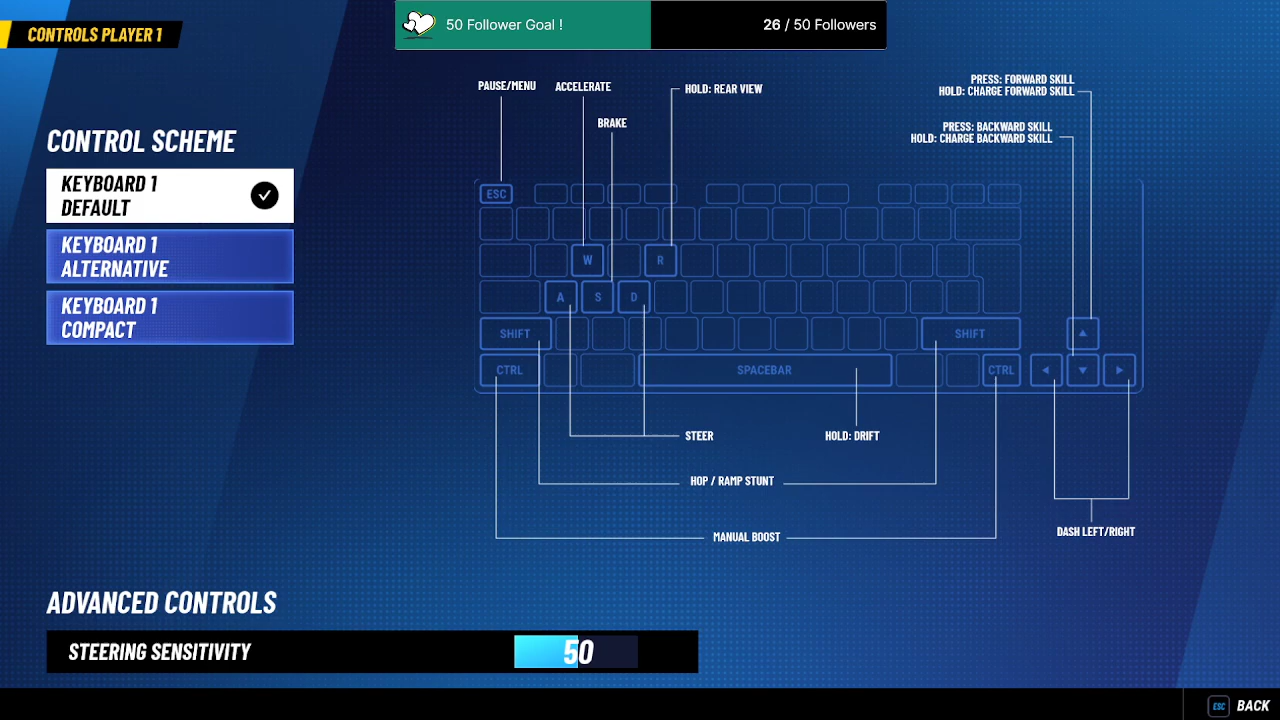 CONTROLS PLAYER 1
50 Follower Goal !
26 / 50 Followers
PAUSE/MENU
ACCELERATE
BRAKE
HOLD: REAR VIEW
PRESS: FORWARD SKILL
HOLD: CHARGE FORWARD SKILL
PRESS: BACKWARD SKILL
HOLD: CHARGE BACKWARD SKILL
CONTROL SCHEME
KEYBOARD 1
DEFAULT
KEYBOARD 1
ALTERNATIVE
KEYBOARD 1
COMPACT
ESC
W
R
A
S
D
SHIFT
SHIFT
CTRL
SPACEBAR
CTRL
STEER
HOLD: DRIFT
HOP / RAMP STUNT
MANUAL BOOST
DASH LEFT/RIGHT
ADVANCED CONTROLS
STEERING SENSITIVITY
50
ESC
BACK